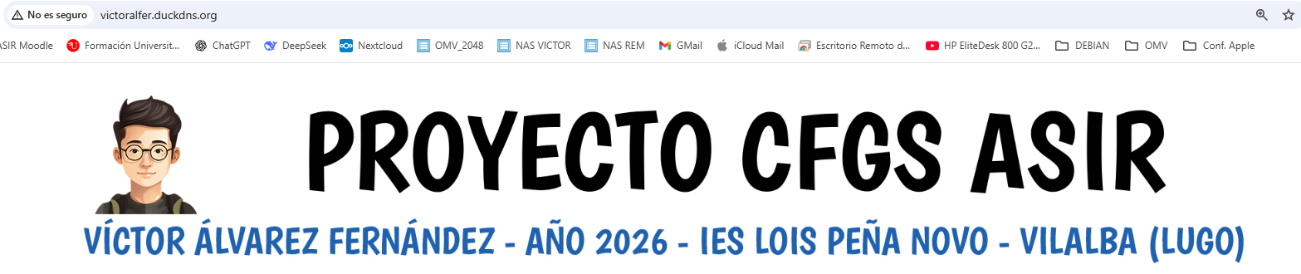 No es seguro victoralfer.duckdns.org
ASIR Moodle Formación Universit... ChatGPT DeepSeek Nextcloud OMV_2048 NAS VICTOR NAS REM GMail iCloud Mail Escritorio Remoto d... HP EliteDesk 800 G2... DEBIAN OMV Conf. Apple
PROYECTO CFGS ASIR
VÍCTOR ÁLVAREZ FERNÁNDEZ - AÑO 2026 - IES LOIS PEÑA NOVO - VILALBA (LUGO)